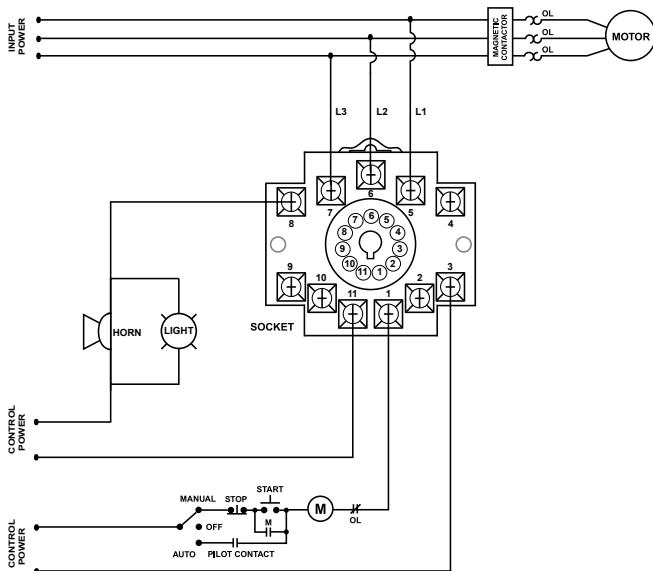 INPUT
POWER
MAGNETIC
CONTACTOR
OL
OL
OL
MOTOR
L3
L2
L1
8
7
6
5
4
6
7
5
8
4
9
3
10
2
11
1
9
10
11
1
2
3
SOCKET
HORN
LIGHT
CONTROL
POWER
MANUAL
STOP
START
M
M
OL
OFF
AUTO
PILOT CONTACT
CONTROL
POWER